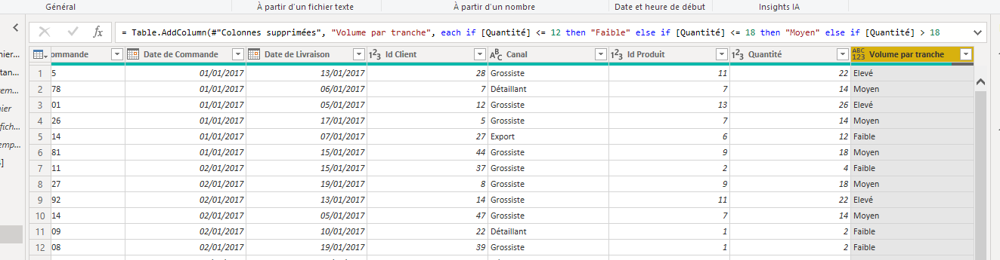 Général À partir d'un fichier texte À partir d'un nombre Date et heure de début Insights IA
fx = Table.AddColumn(#"Colonnes supprimées", "Volume par tranche", each if [Quantité] <= 12 then "Faible" else if [Quantité] <= 18 then "Moyen" else if [Quantité] > 18
ommande Date de Commande Date de Livraison 123 Id Client ABC Canal 123 Id Produit 123 Quantité ABC 123 Volume par tranche
1 5 01/01/2017 13/01/2017 28 Grossiste 11 22 Elevé
2 78 01/01/2017 06/01/2017 7 Détaillant 7 14 Moyen
3 01 01/01/2017 05/01/2017 12 Grossiste 13 26 Elevé
4 26 01/01/2017 17/01/2017 5 Grossiste 7 14 Moyen
5 14 01/01/2017 07/01/2017 27 Export 6 12 Faible
6 81 01/01/2017 15/01/2017 44 Grossiste 9 18 Moyen
7 11 02/01/2017 15/01/2017 37 Grossiste 2 4 Faible
8 27 02/01/2017 19/01/2017 8 Grossiste 9 18 Moyen
9 92 02/01/2017 13/01/2017 14 Grossiste 11 22 Elevé
10 14 02/01/2017 05/01/2017 47 Grossiste 7 14 Moyen
11 09 02/01/2017 10/01/2017 22 Détaillant 1 2 Faible
12 08 02/01/2017 19/01/2017 39 Grossiste 1 2 Faible